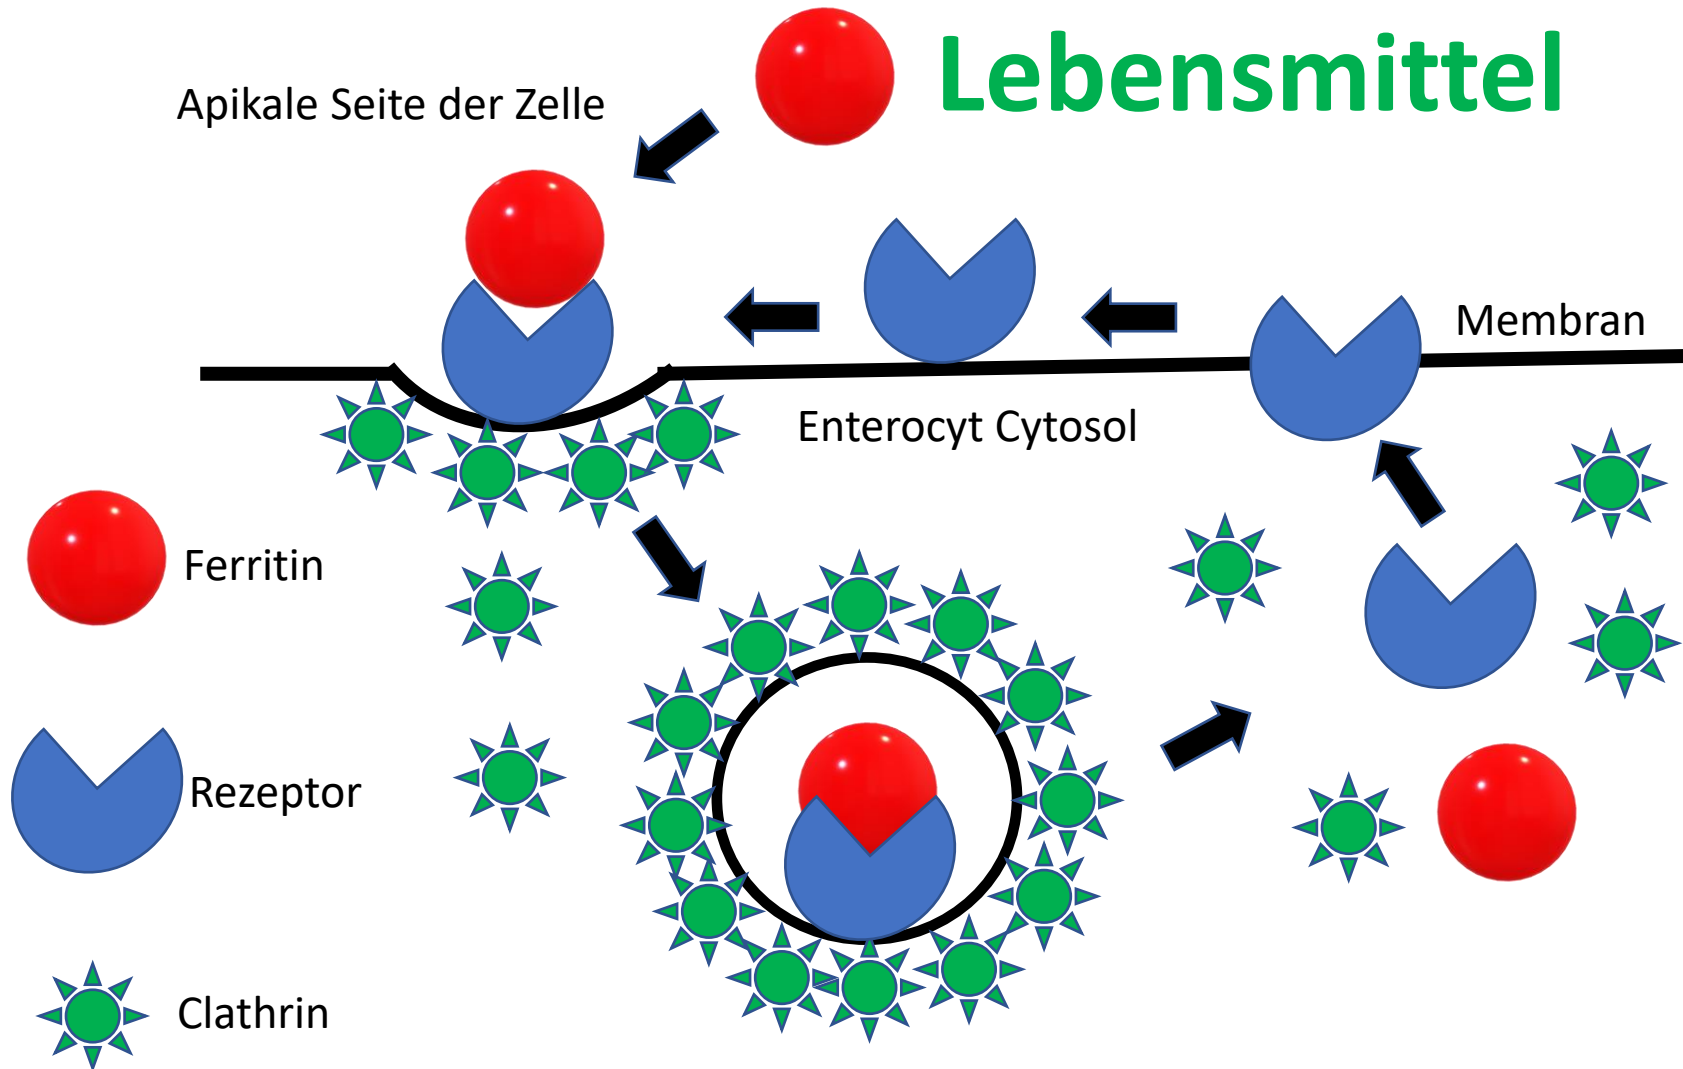 Lebensmittel
Apikale Seite der Zelle
Membran
Enterocyt Cytosol
Ferritin
Rezeptor
Clathrin